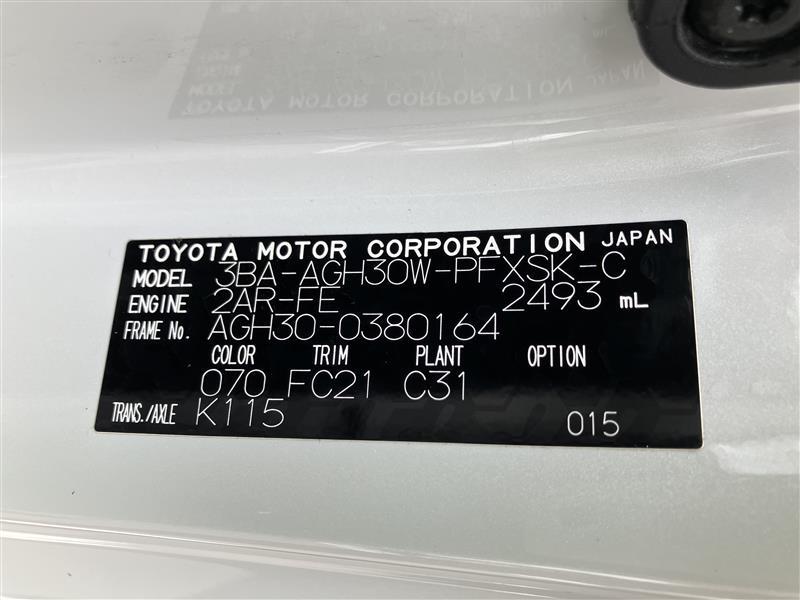 TOYOTA MOTOR CORPORATION JAPAN
MODEL 3BA-AGH30W-PFXSK-C
ENGINE 2AR-FE 2493 mL
FRAME No. AGH30-0380164
COLOR TRIM PLANT OPTION
070 FC21 C31
TRANS./AXLE K115 015